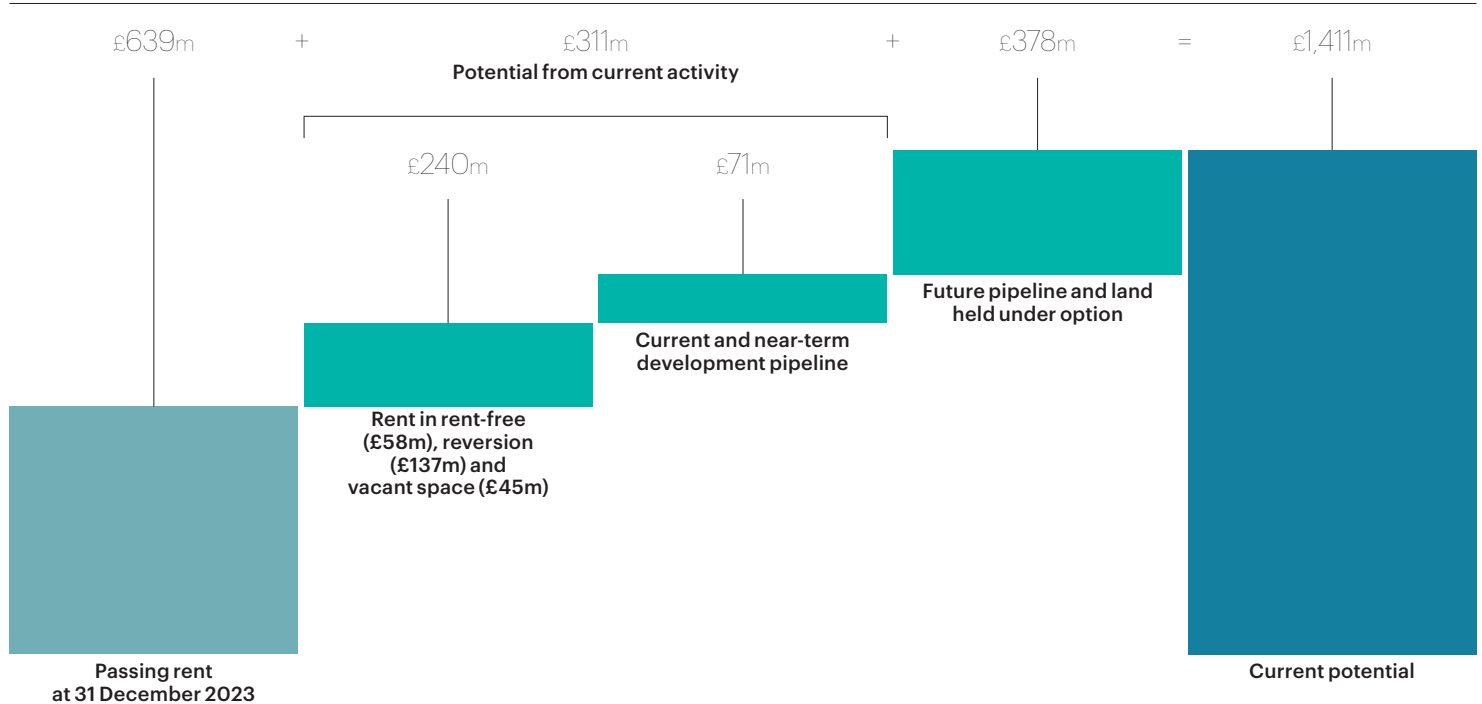 £639m + £311m + £378m = £1,411m
Potential from current activity
£240m £71m
Future pipeline and land
held under option
Current and near-term
development pipeline
Rent in rent-free
(£58m), reversion
(£137m) and
vacant space (£45m)
Passing rent
at 31 December 2023
Current potential